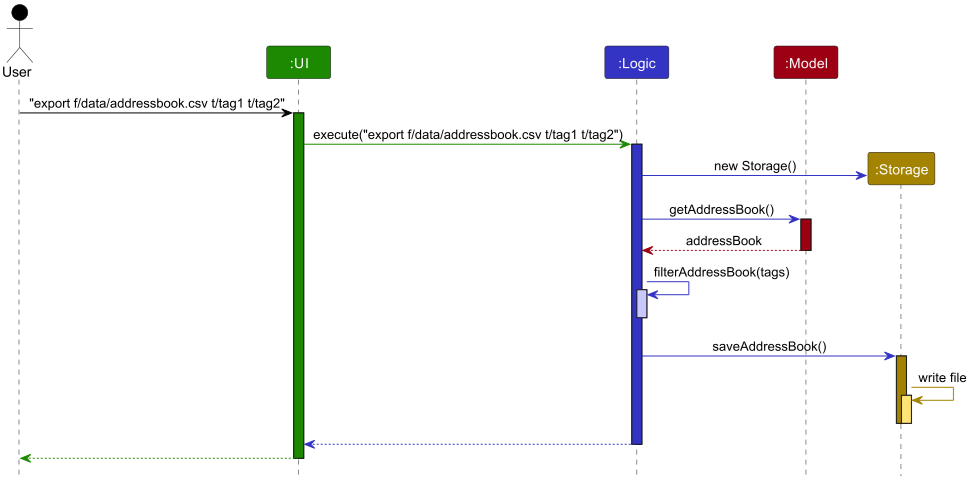 User
:UI
:Logic
:Model
"export f/data/addressbook.csv t/tag1 t/tag2"
execute("export f/data/addressbook.csv t/tag1 t/tag2")
new Storage()
:Storage
getAddressBook()
addressBook
filterAddressBook(tags)
saveAddressBook()
write file